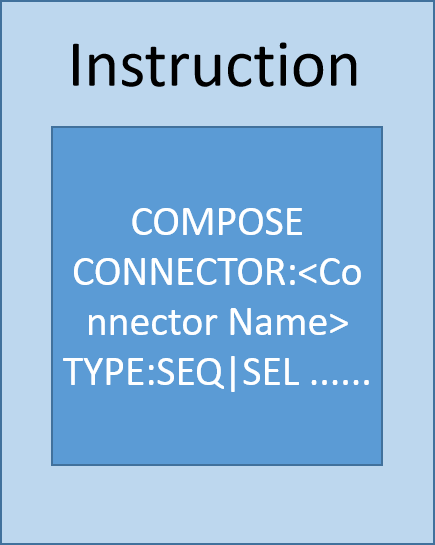 Instruction
COMPOSE
CONNECTOR:<Co
nnector Name>
TYPE:SEQ|SEL ......